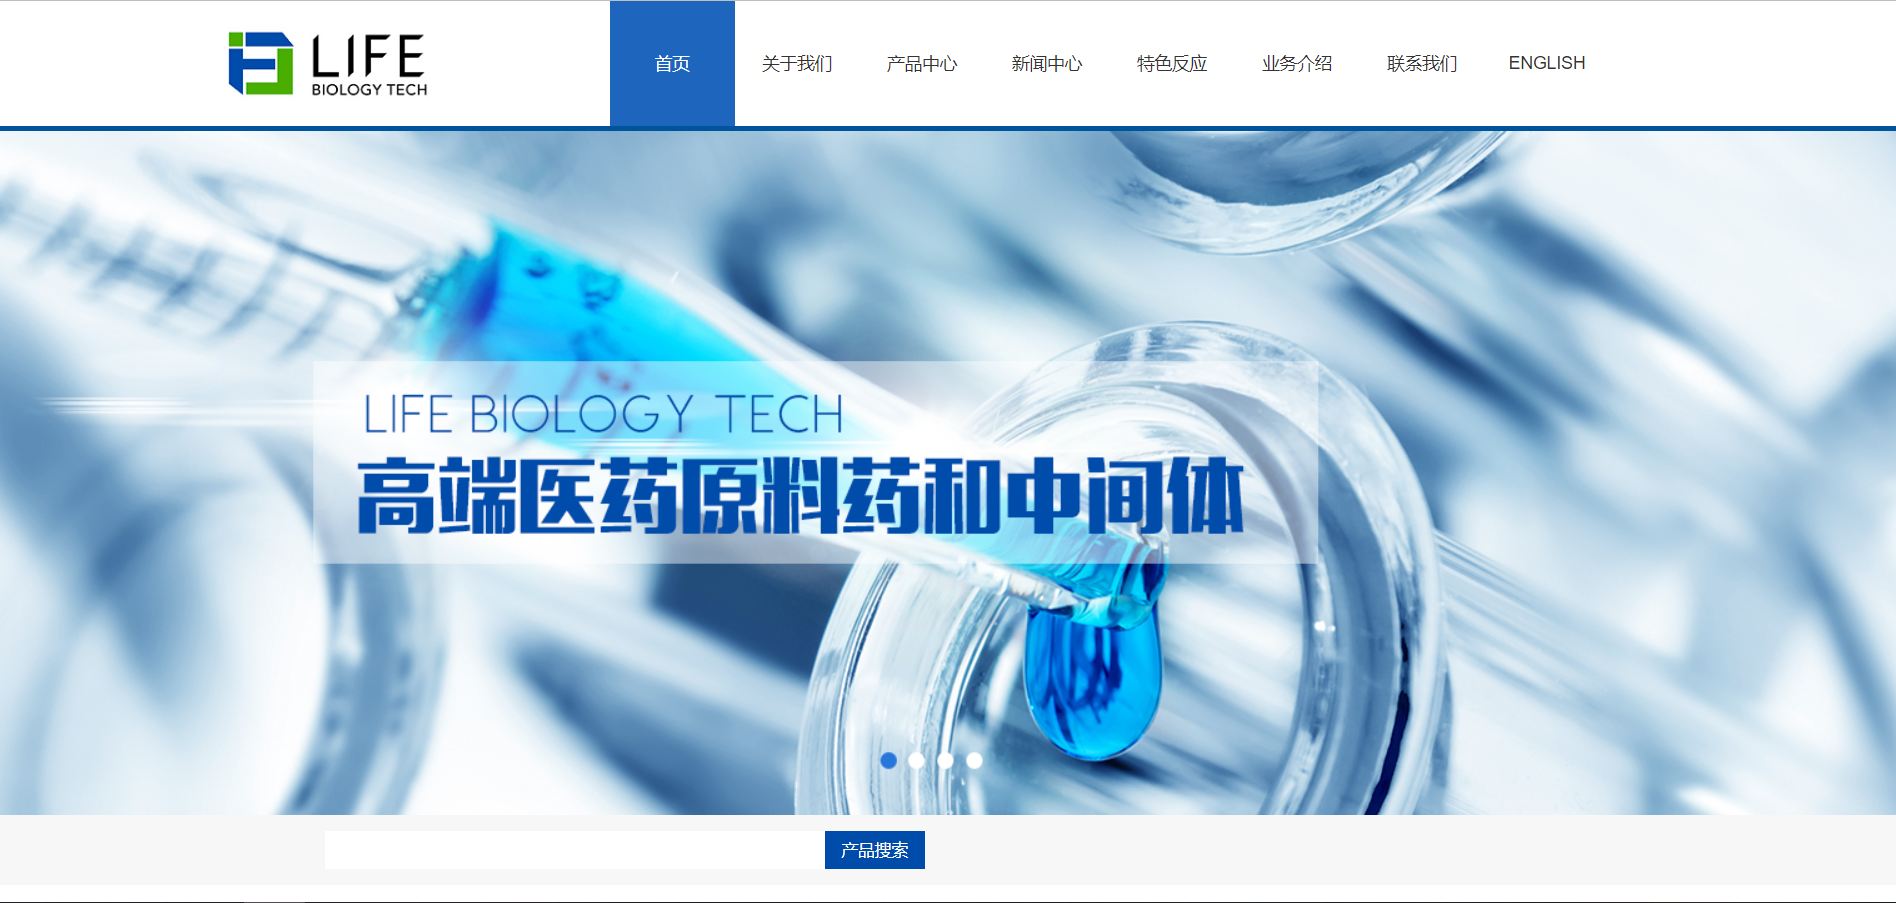 LIFE
BIOLOGY TECH
首页
关于我们
产品中心
新闻中心
特色反应
业务介绍
联系我们
ENGLISH
LIFE BIOLOGY TECH
高端医药原料药和中间体
产品搜索